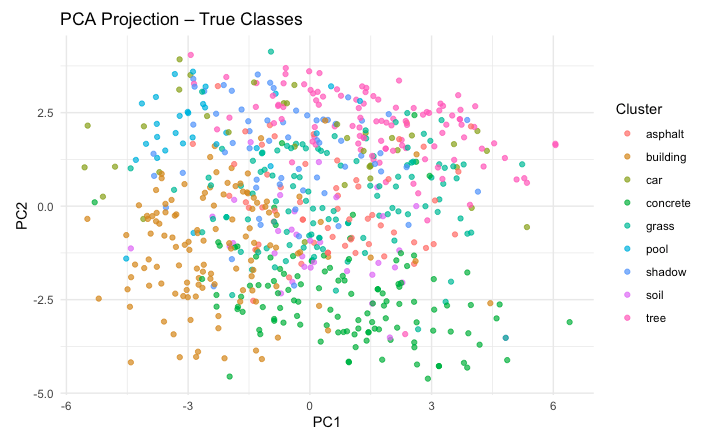 PCA Projection – True Classes
2.5
0.0
-2.5
-5.0
PC2
-6
-3
0
3
6
PC1
Cluster
asphalt
building
car
concrete
grass
pool
shadow
soil
tree